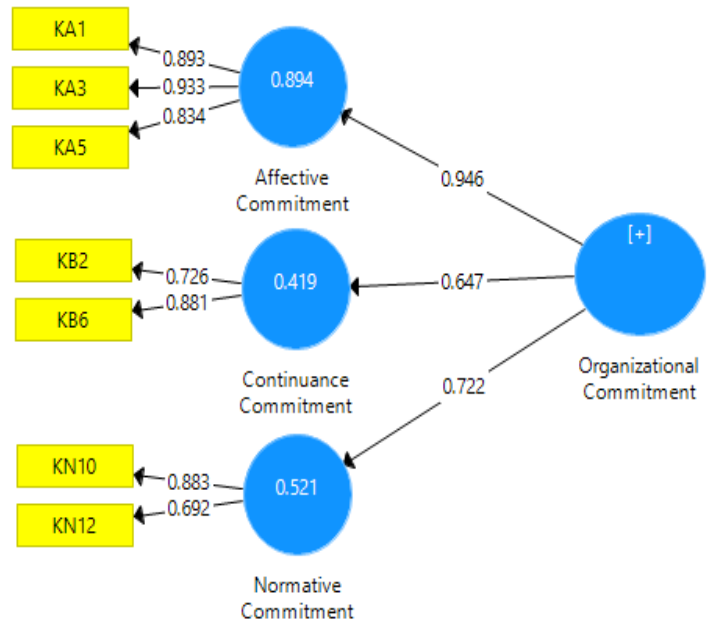 KA1
0.893
KA3
0.933
KA5
0.834
0.894
Affective
Commitment
0.946
KB2
0.726
KB6
0.881
0.419
Continuance
Commitment
0.647
[+]
Organizational
Commitment
0.722
KN10
0.883
KN12
0.692
0.521
Normative
Commitment